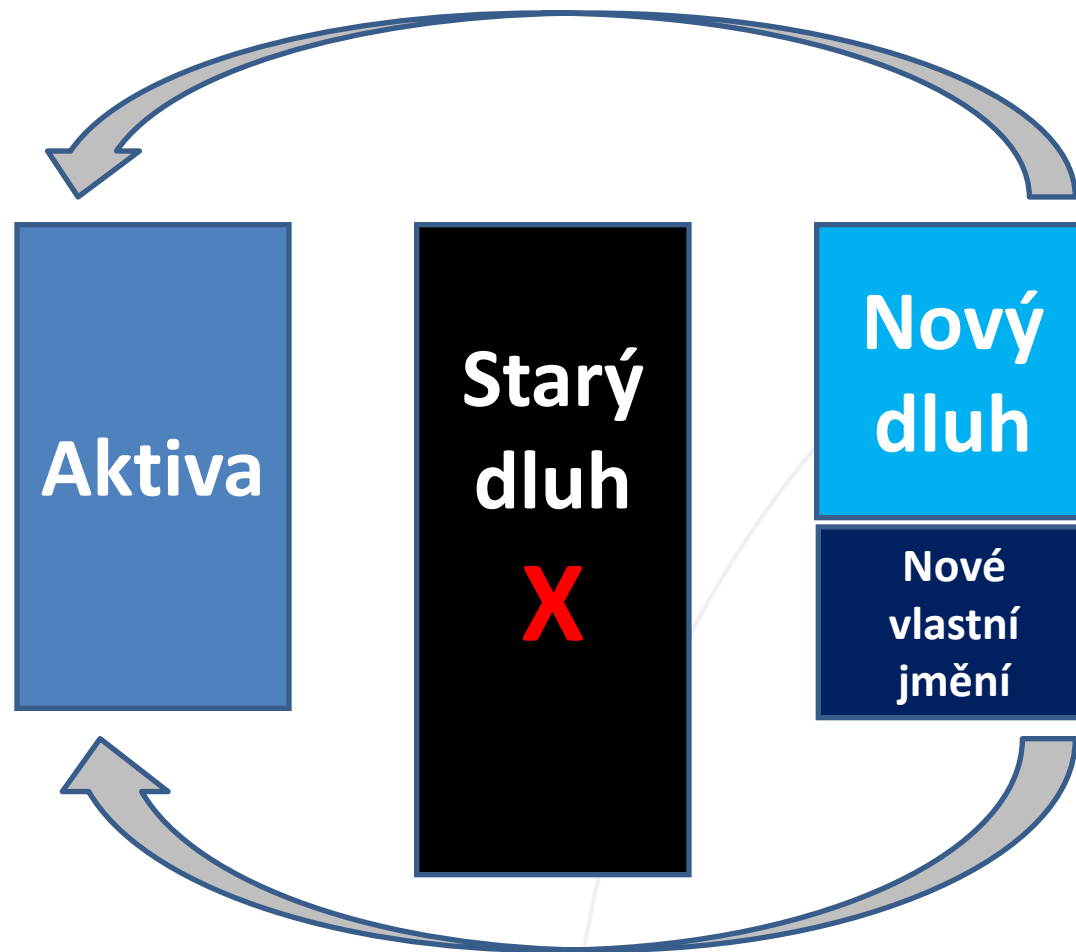 Aktiva
Starý
dluh
X
Nový
dluh
Nové
vlastní
jmění